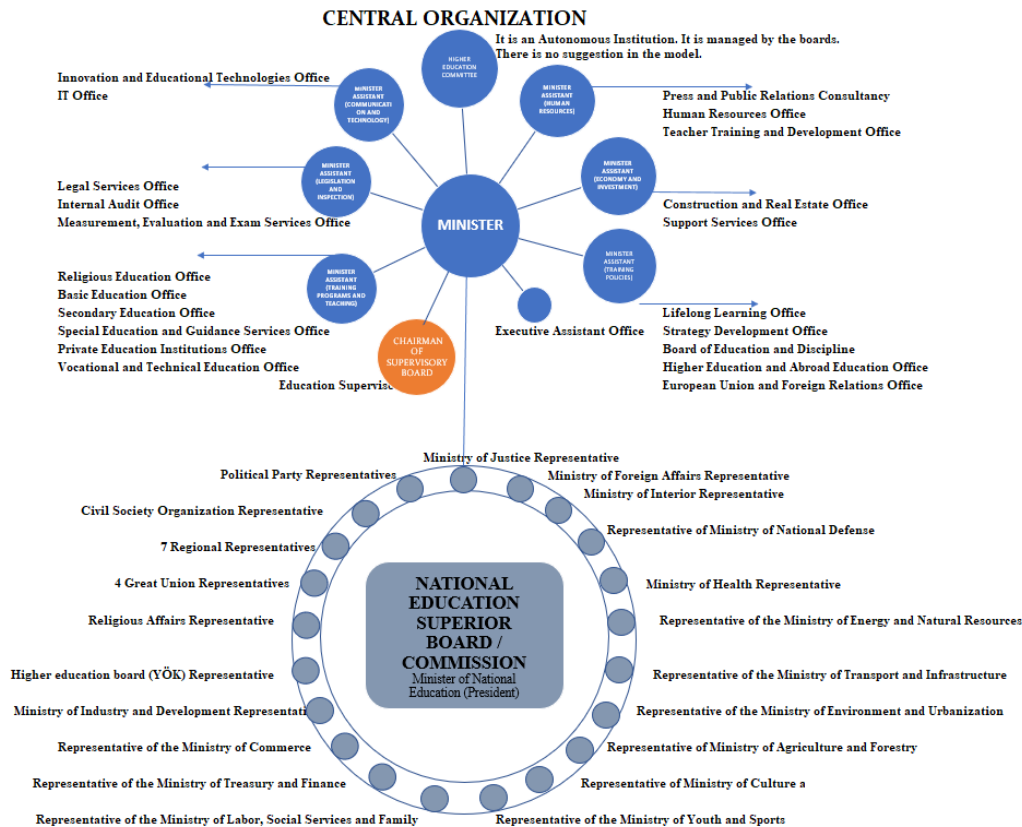 CENTRAL ORGANIZATION
It is an Autonomous Institution. It is managed by the boards.
There is no suggestion in the model.
HIGHER
EDUCATION
COMMITTEE
Innovation and Educational Technologies Office
IT Office
MINISTER
ASSISTANT
(COMMUNICATI
ON AND
TECHNOLOGY)
MINISTER
ASSISTANT
(HUMAN
RESOURCES)
Press and Public Relations Consultancy
Human Resources Office
Teacher Training and Development Office
Legal Services Office
Internal Audit Office
Measurement, Evaluation and Exam Services Office
MINISTER
ASSISTANT
(LEGISLATION
AND
INSPECTION)
MINISTER
MINISTER
ASSISTANT
(ECONOMY AND
INVESTMENT)
Construction and Real Estate Office
Support Services Office
Religious Education Office
Basic Education Office
Secondary Education Office
Special Education and Guidance Services Office
Private Education Institutions Office
Vocational and Technical Education Office
MINISTER
ASSISTANT
(TRAINING
PROGRAMS AND
TEACHING)
MINISTER
ASSISTANT
(TRAINING
POLICIES)
Lifelong Learning Office
Strategy Development Office
Board of Education and Discipline
Higher Education and Abroad Education Office
European Union and Foreign Relations Office
Executive Assistant Office
CHAIRMAN
OF
SUPERVISORY
BOARD
Education Supervis
Ministry of Justice Representative
Political Party Representatives
Ministry of Foreign Affairs Representative
Ministry of Interior Representative
Civil Society Organization Representative
Representative of Ministry of National Defense
7 Regional Representatives
4 Great Union Representatives
Ministry of Health Representative
Religious Affairs Representative
Representative of the Ministry of Energy and Natural Resources
NATIONAL
EDUCATION
SUPERIOR
BOARD /
COMMISSION
Minister of National
Education (President)
Higher education board (YÖK) Representative
Representative of the Ministry of Transport and Infrastructure
Ministry of Industry and Development Representati
Representative of the Ministry of Environment and Urbanization
Representative of the Ministry of Commerce
Representative of Ministry of Agriculture and Forestry
Representative of the Ministry of Treasury and Finance
Representative of Ministry of Culture a
Representative of the Ministry of Labor, Social Services and Family
Representative of the Ministry of Youth and Sports